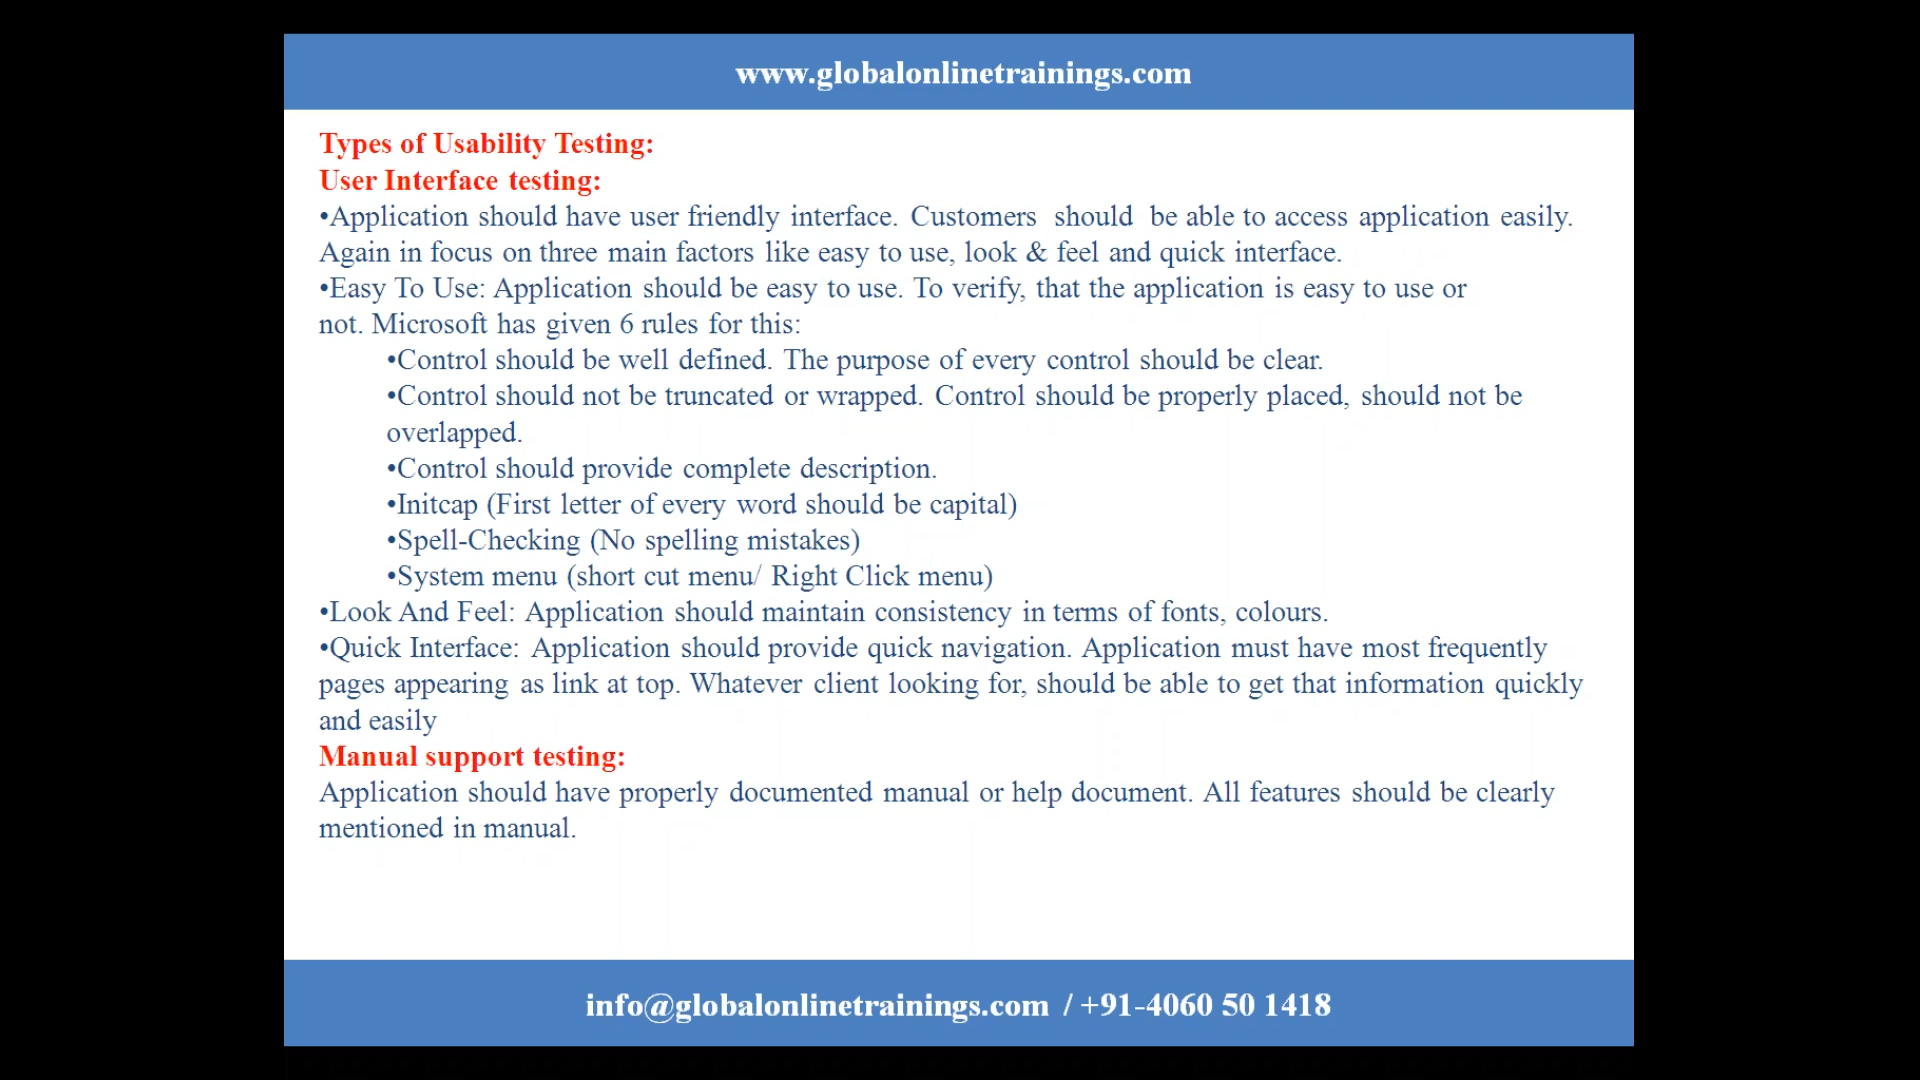 www.globalonlinetrainings.com
Types of Usability Testing:
User Interface testing:
•Application should have user friendly interface. Customers should be able to access application easily.
Again in focus on three main factors like easy to use, look & feel and quick interface.
•Easy To Use: Application should be easy to use. To verify, that the application is easy to use or
not. Microsoft has given 6 rules for this:
•Control should be well defined. The purpose of every control should be clear.
•Control should not be truncated or wrapped. Control should be properly placed, should not be
overlapped.
•Control should provide complete description.
•Initcap (First letter of every word should be capital)
•Spell-Checking (No spelling mistakes)
•System menu (short cut menu/ Right Click menu)
•Look And Feel: Application should maintain consistency in terms of fonts, colours.
•Quick Interface: Application should provide quick navigation. Application must have most frequently
pages appearing as link at top. Whatever client looking for, should be able to get that information quickly
and easily
Manual support testing:
Application should have properly documented manual or help document. All features should be clearly
mentioned in manual.
info@globalonlinetrainings.com / +91-4060 50 1418